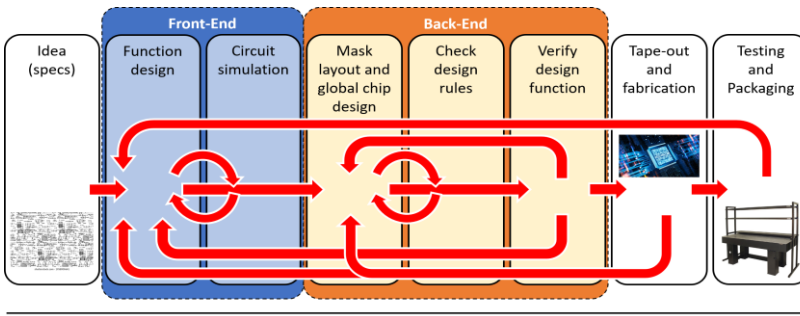 Front-End
Back-End
Idea
(specs)
Function
design
Circuit
simulation
Mask
layout and
global chip
design
Check
design
rules
Verify
design
function
Tape-out
and
fabrication
Testing
and
Packaging